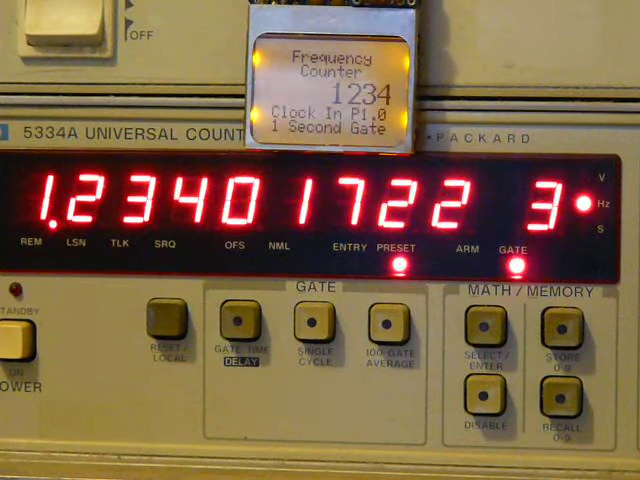 OFF
Frequency
Counter
1234
Clock In P1.0
1 Second Gate
5334A UNIVERSAL COUNT
PACKARD
1.23401722 3
V
Hz
S
REM LSN TLK SRQ OFS NML ENTRY PRESET ARM GATE
GATE
MATH/MEMORY
STANDBY
ON
OWER
RESET/
LOCAL
GATE TIME
DELAY
SINGLE
CYCLE
100 GATE
AVERAGE
SELECT/
ENTER
STORE
0-9
DISABLE
RECALL
0-9